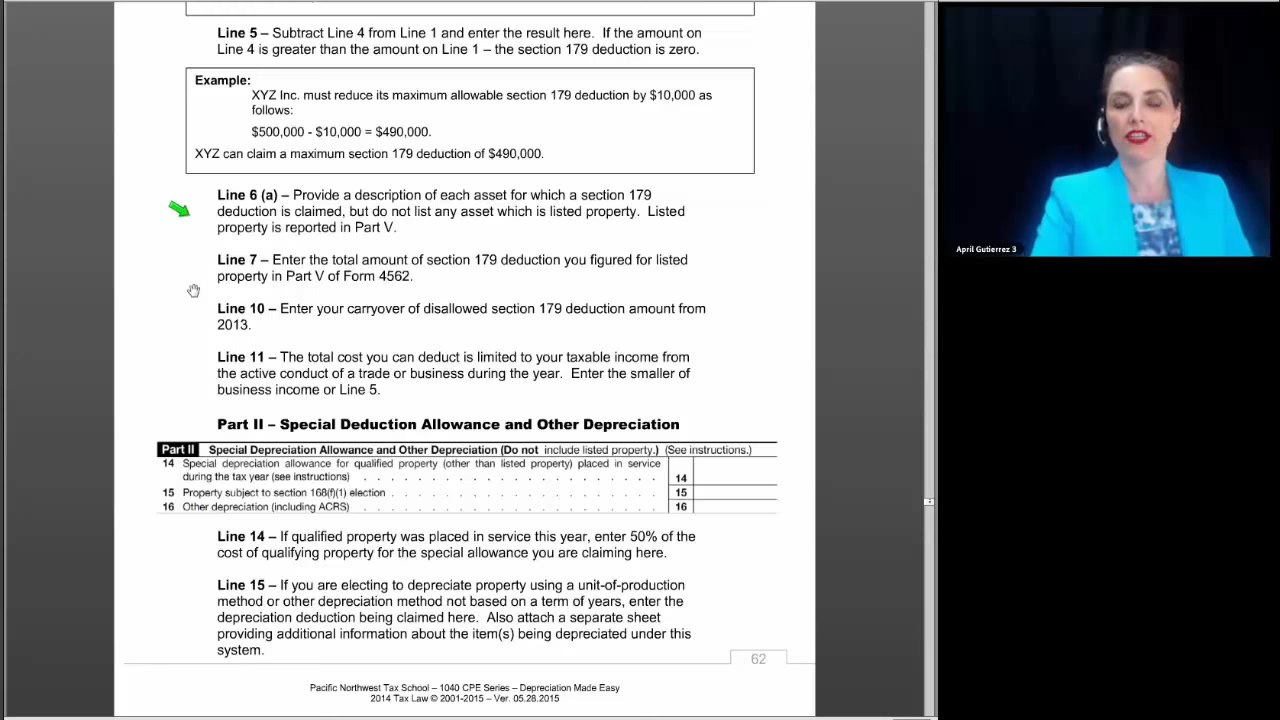 Line 5 – Subtract Line 4 from Line 1 and enter the result here. If the amount on
Line 4 is greater than the amount on Line 1 – the section 179 deduction is zero.
Example:
XYZ Inc. must reduce its maximum allowable section 179 deduction by $10,000 as
follows:
$500,000 - $10,000 = $490,000.
XYZ can claim a maximum section 179 deduction of $490,000.
Line 6 (a) – Provide a description of each asset for which a section 179
deduction is claimed, but do not list any asset which is listed property. Listed
property is reported in Part V.
Line 7 – Enter the total amount of section 179 deduction you figured for listed
property in Part V of Form 4562.
Line 10 – Enter your carryover of disallowed section 179 deduction amount from
2013.
Line 11 – The total cost you can deduct is limited to your taxable income from
the active conduct of a trade or business during the year. Enter the smaller of
business income or Line 5.
Part II – Special Deduction Allowance and Other Depreciation
Part II Special Depreciation Allowance and Other Depreciation (Do not include listed property.) (See instructions.)
14 Special depreciation allowance for qualified property (other than listed property) placed in service
during the tax year (see instructions) . . . . . . . . . . . . . . . . . . . . . 14
15 Property subject to section 168(f)(1) election . . . . . . . . . . . . . . . . . . . 15
16 Other depreciation (including ACRS) . . . . . . . . . . . . . . . . . . . . . 16
Line 14 – If qualified property was placed in service this year, enter 50% of the
cost of qualifying property for the special allowance you are claiming here.
Line 15 – If you are electing to depreciate property using a unit-of-production
method or other depreciation method not based on a term of years, enter the
depreciation deduction being claimed here. Also attach a separate sheet
providing additional information about the item(s) being depreciated under this
system.
62
Pacific Northwest Tax School – 1040 CPE Series – Depreciation Made Easy
2014 Tax Law © 2001-2015 – Ver. 05.28.2015
April Gutierrez 3